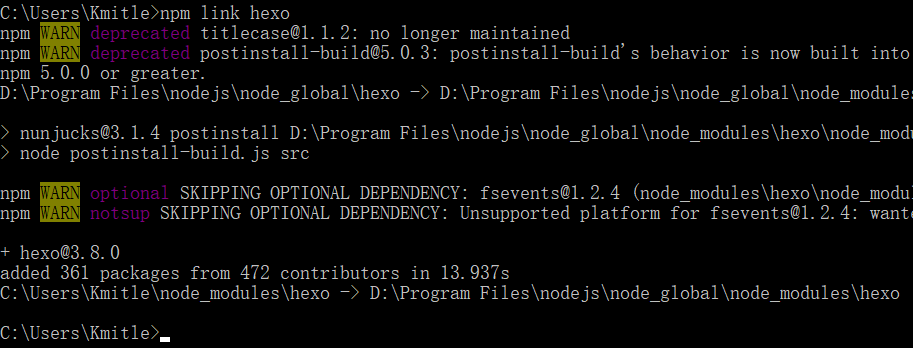 C:\Users\Kmitle>npm link hexo
npm WARN deprecated titlecase@1.1.2: no longer maintained
npm WARN deprecated postinstall-build@5.0.3: postinstall-build's behavior is now built into
npm 5.0.0 or greater.
D:\Program Files\nodejs\node_global\hexo -> D:\Program Files\nodejs\node_global\node_modules
> nunjucks@3.1.4 postinstall D:\Program Files\nodejs\node_global\node_modules\hexo\node_mod
> node postinstall-build.js src
npm WARN optional SKIPPING OPTIONAL DEPENDENCY: fsevents@1.2.4 (node_modules\hexo\node_modul
npm WARN notsup SKIPPING OPTIONAL DEPENDENCY: Unsupported platform for fsevents@1.2.4: wante
+ hexo@3.8.0
added 361 packages from 472 contributors in 13.937s
C:\Users\Kmitle\node_modules\hexo -> D:\Program Files\nodejs\node_global\node_modules\hexo
C:\Users\Kmitle>